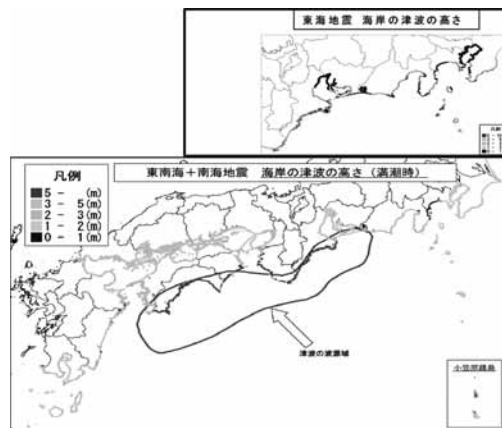 東海地震 海岸の津波の高さ
凡例
東南海+南海地震 海岸の津波の高さ(満潮時)
凡例
5 - (m)
3 - 5(m)
2 - 3(m)
1 - 2(m)
0 - 1(m)
津波の波源域
小笠原諸島